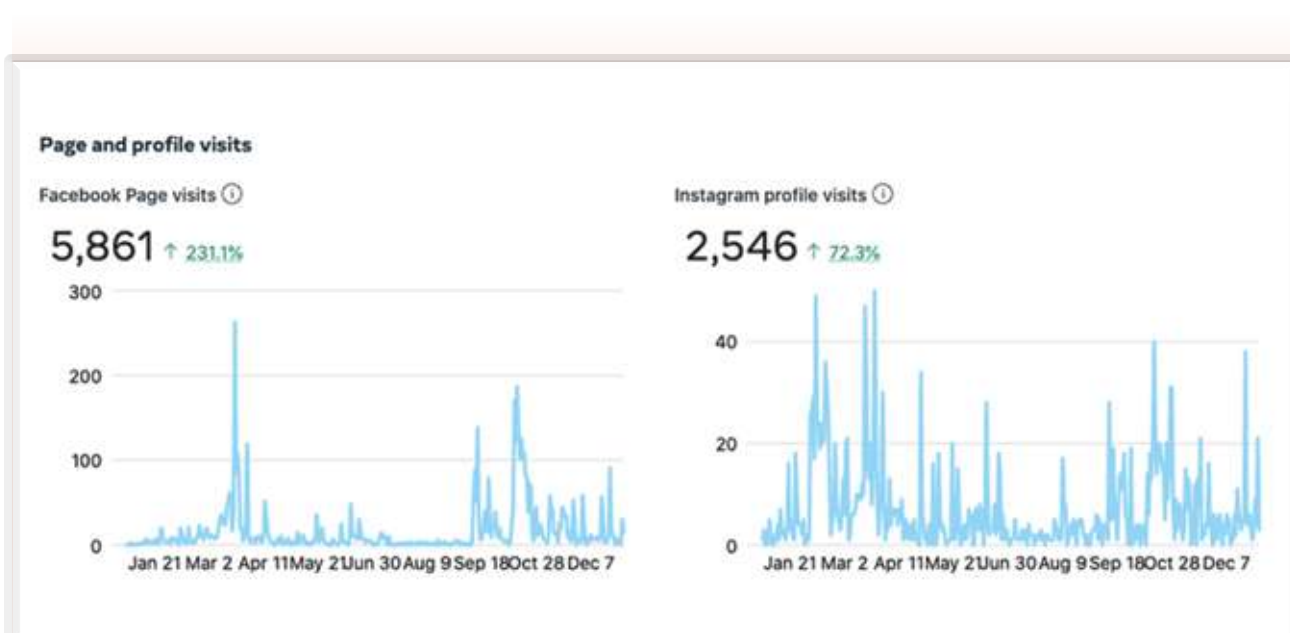 Page and profile visits
Facebook Page visits
5,861 ↑ 231.1%
300
200
100
0
Jan 21 Mar 2 Apr 11May 21Jun 30Aug 9Sep 18Oct 28Dec 7
Instagram profile visits
2,546 ↑ 72.3%
40
20
0
Jan 21 Mar 2 Apr 11May 21Jun 30Aug 9Sep 18Oct 28Dec 7